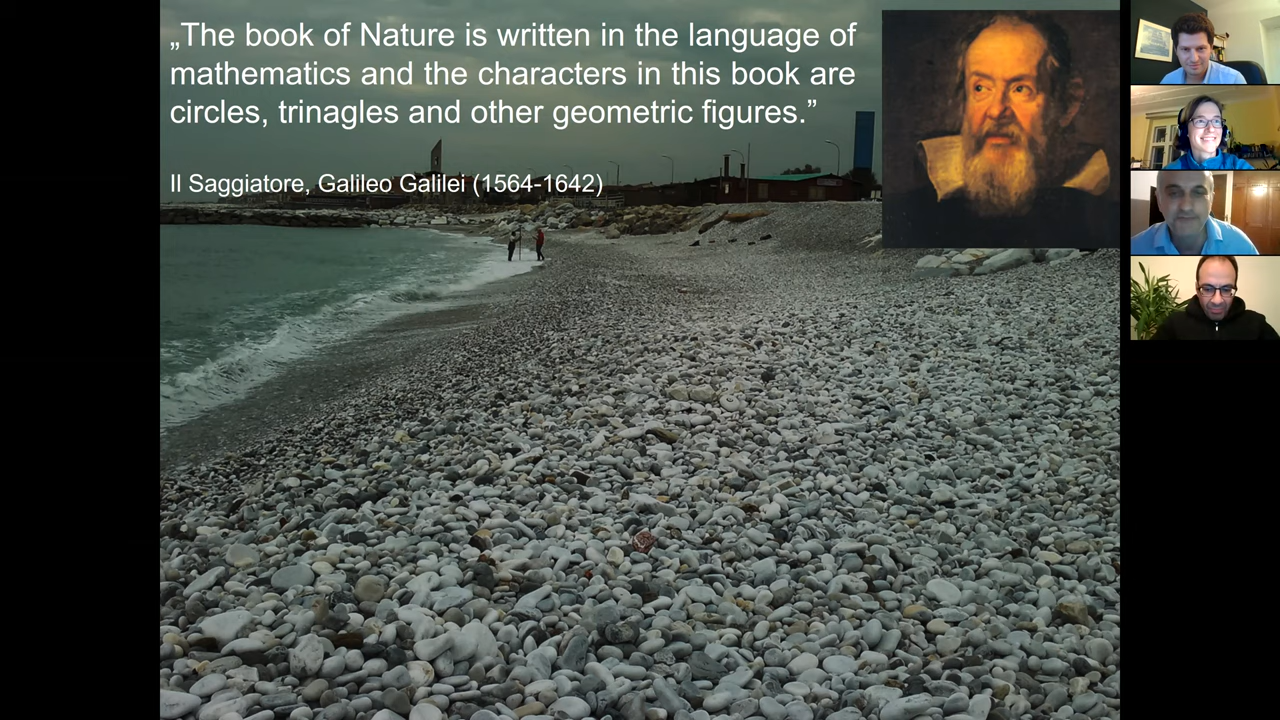 „The book of Nature is written in the language of
mathematics and the characters in this book are
circles, trinagles and other geometric figures.”
Il Saggiatore, Galileo Galilei (1564-1642)